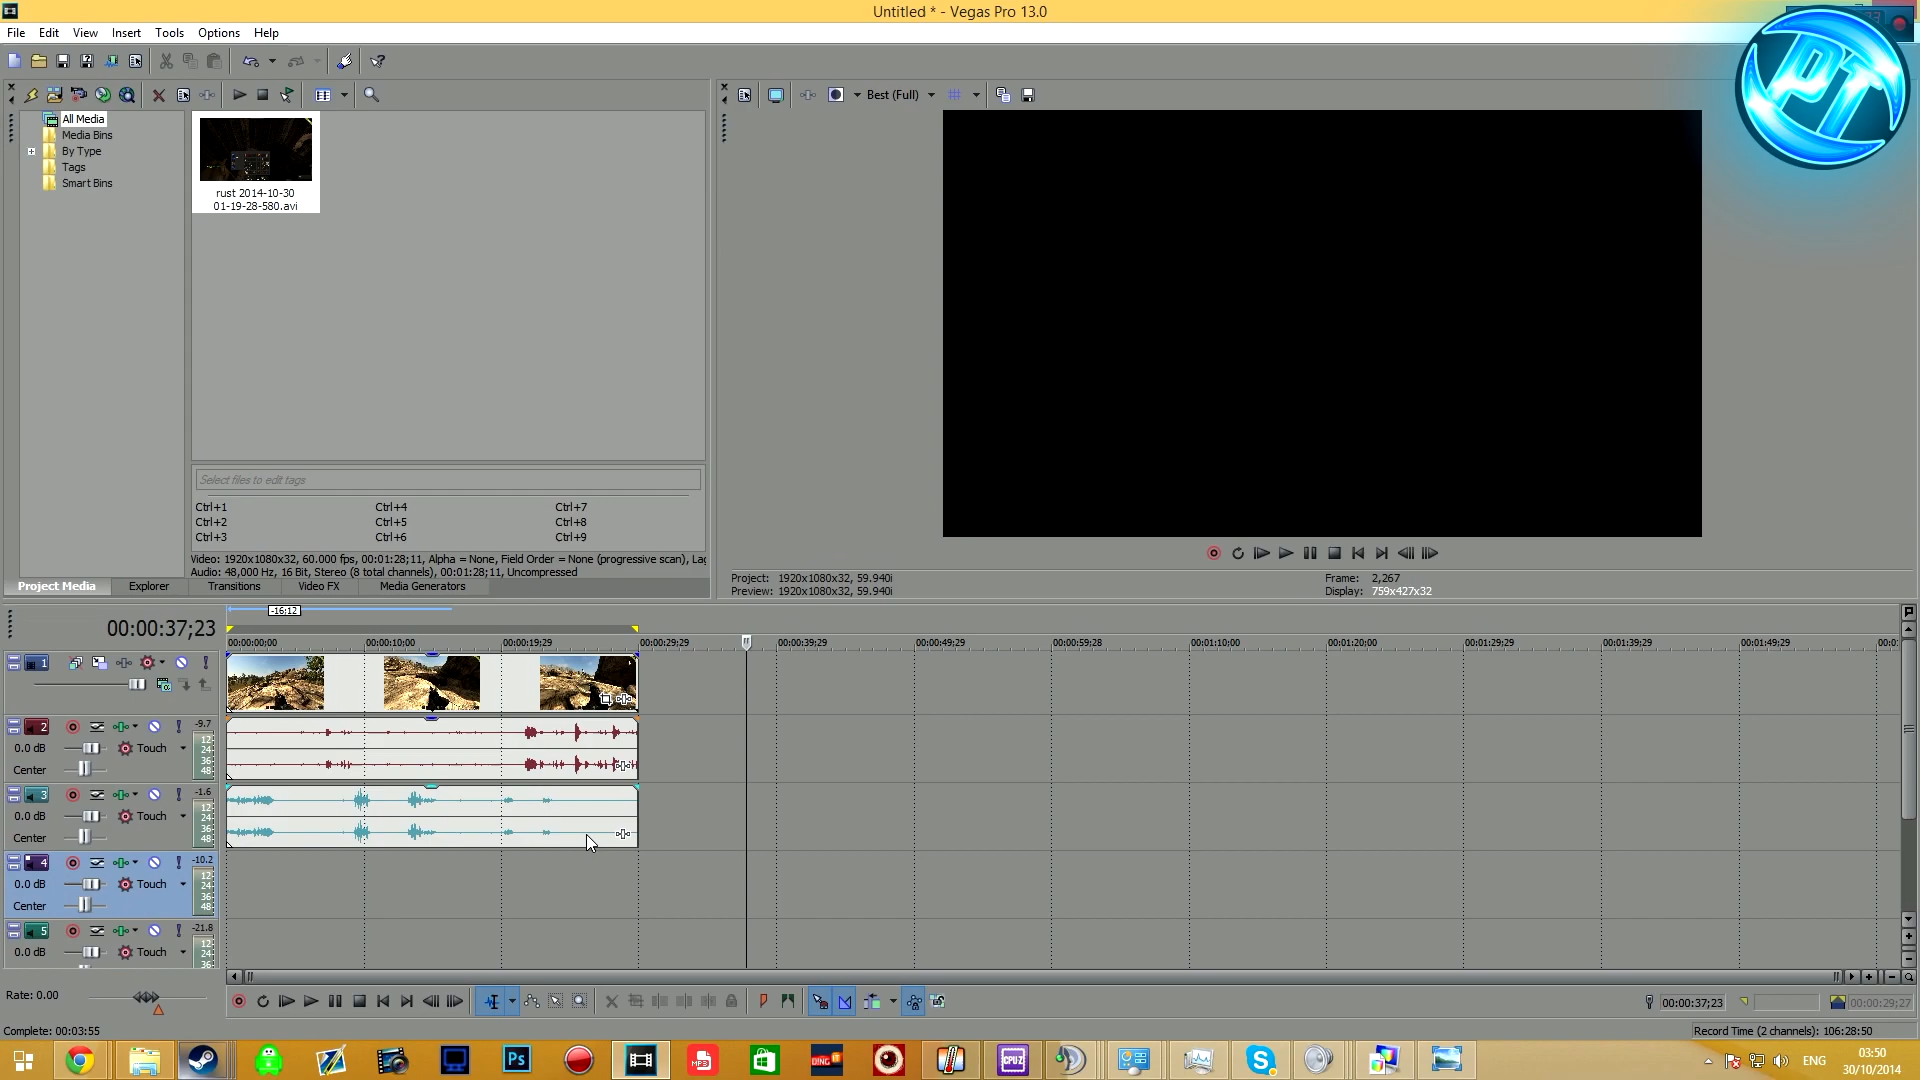 Untitled * - Vegas Pro 13.0
File Edit View Insert Tools Options Help
PT
Best (Full)
All Media
Media Bins
By Type
Tags
Smart Bins
rust 2014-10-30
01-19-28-580.avi
Select files to edit tags
Ctrl+1 Ctrl+4 Ctrl+7
Ctrl+2 Ctrl+5 Ctrl+8
Ctrl+3 Ctrl+6 Ctrl+9
Video: 1920x1080x32, 60.000 fps, 00:01:28;11, Alpha = None, Field Order = None (progressive scan), Lag
Audio: 48,000 Hz, 16 Bit, Stereo (8 total channels), 00:01:28;11, Uncompressed
Project Media Explorer Transitions Video FX Media Generators
Project: 1920x1080x32, 59.940i
Preview: 1920x1080x32, 59.940i
Frame: 2,267
Display: 759x427x32
-16:12
00:00:37;23
00:00:00;00 00:00:10;00 00:00:19;29 00:00:29;29 00:00:39;29 00:00:49;29 00:00:59;28 00:01:10;00 00:01:20;00 00:01:29;29 00:01:39;29 00:01:49;29 00:0
1
2 -9.7
0.0 dB Touch
Center
12
24
36
48
3 -1.6
0.0 dB Touch
Center
12
24
36
48
4 -10.2
0.0 dB Touch
Center
12
24
36
48
5 -21.8
0.0 dB Touch
12
24
36
Rate: 0.00
00:00:37;23
00:00:29;27
Complete: 00:03:55
Record Time (2 channels): 106:28:50
Ps
MP3
DING IT
CPUZ
ENG
03:50
30/10/2014